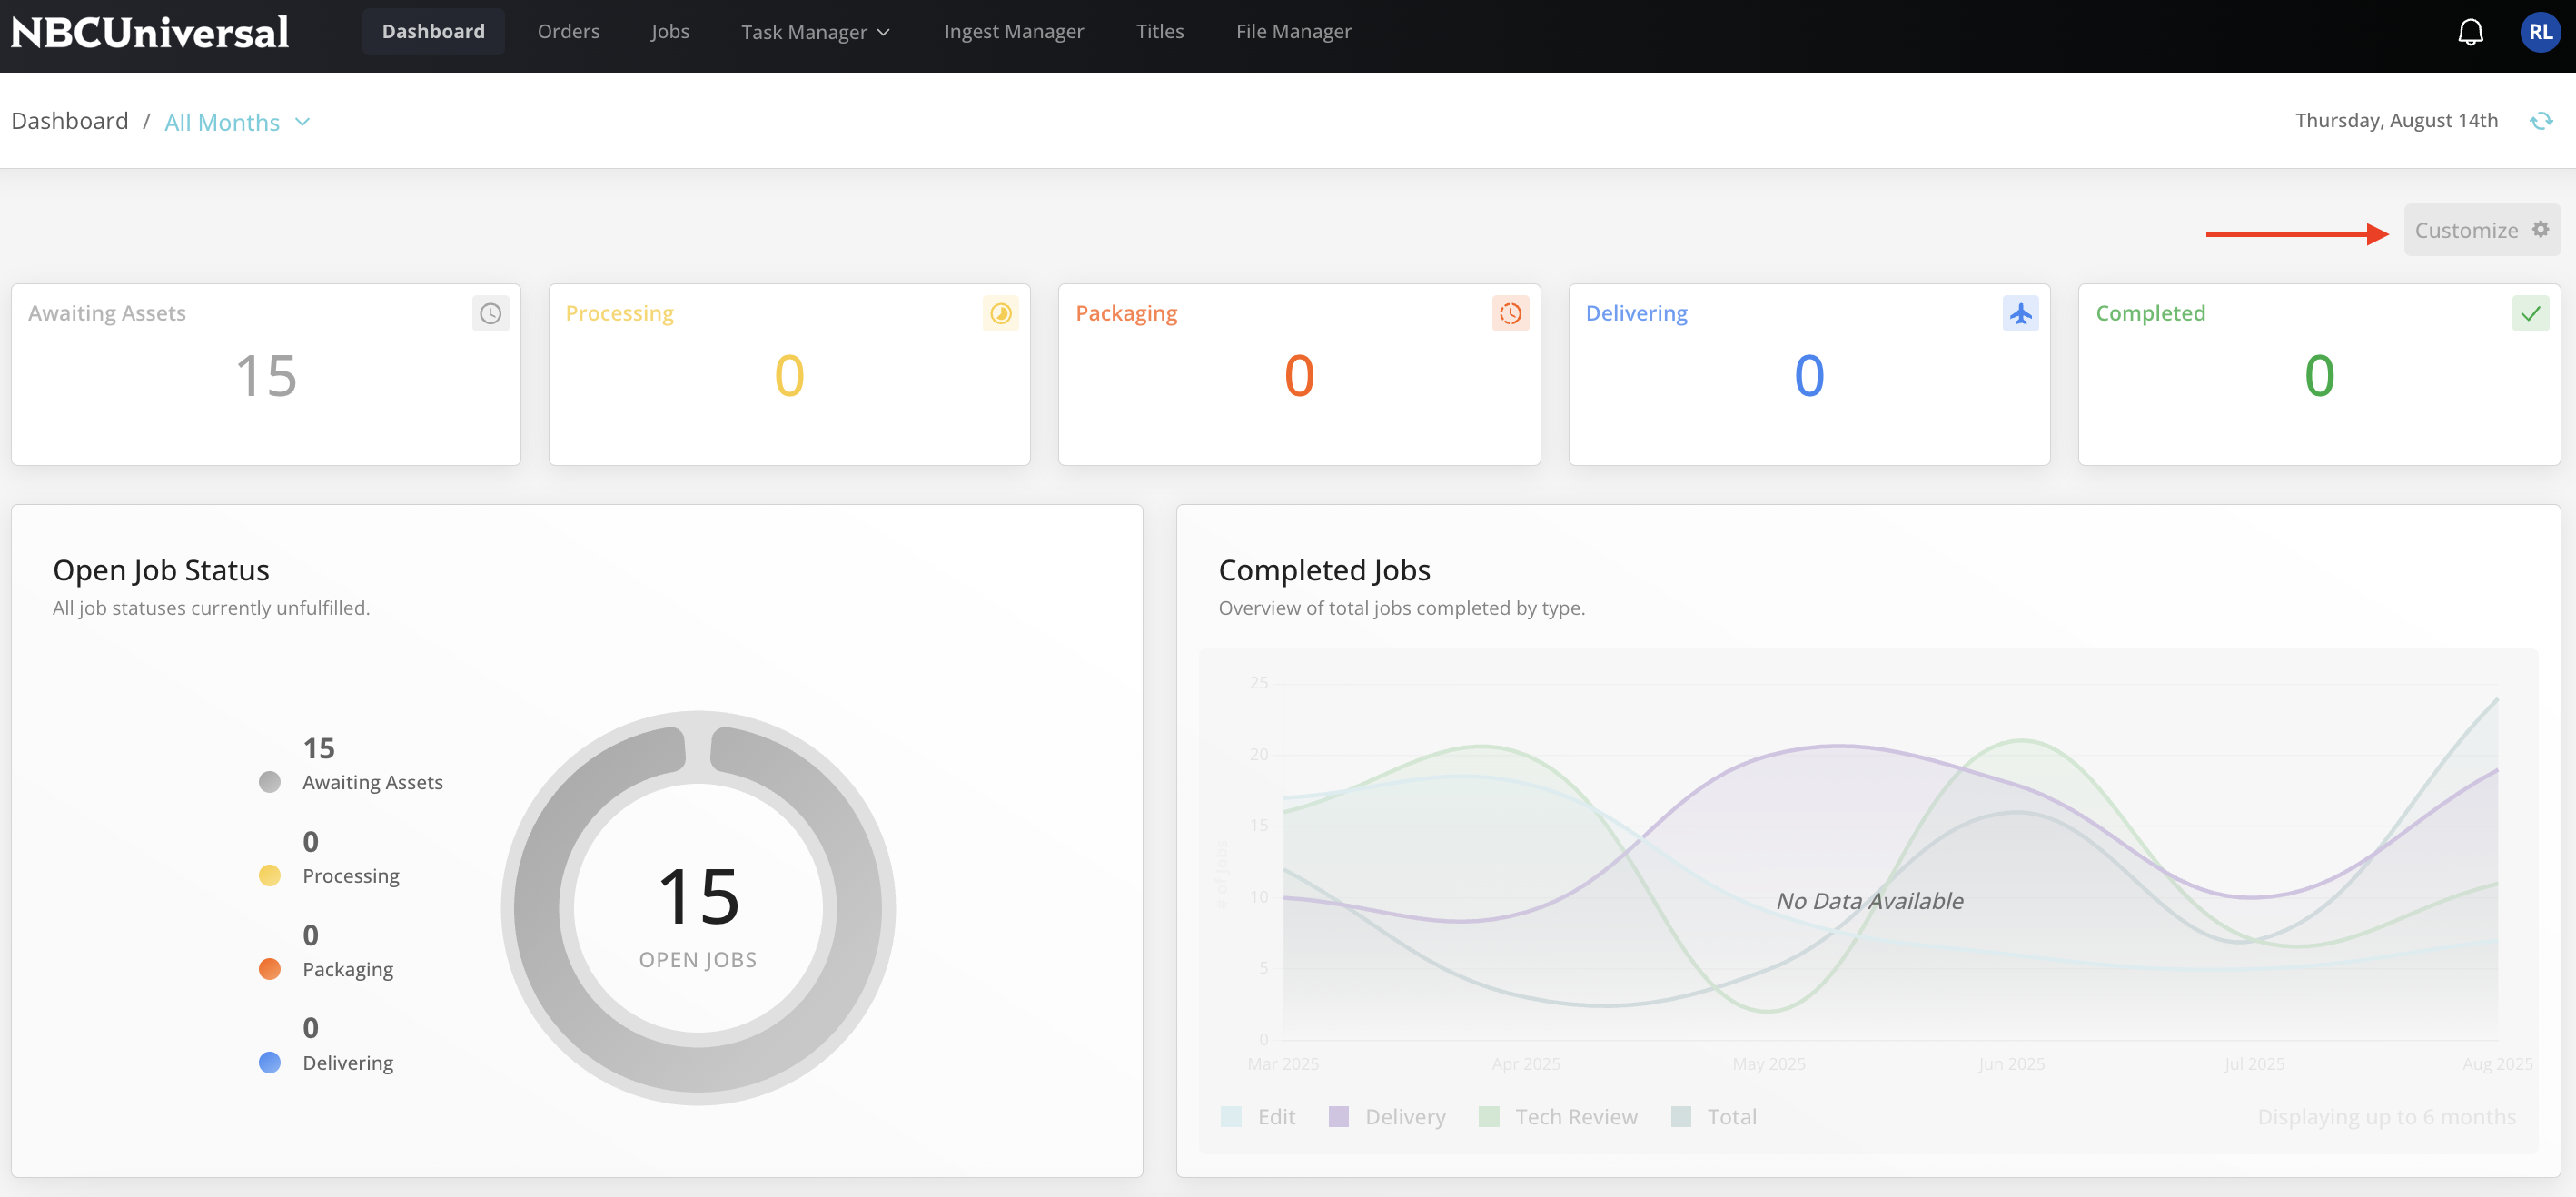 NBCUniversal
Dashboard Orders Jobs Task Manager Ingest Manager Titles File Manager RL
Dashboard / All Months Thursday, August 14th
Customize
Awaiting Assets Processing Packaging Delivering Completed
15 0 0 0 0
Open Job Status
All job statuses currently unfulfilled.
15
Awaiting Assets
0
Processing
0
Packaging
0
Delivering
15
OPEN JOBS
Completed Jobs
Overview of total jobs completed by type.
25
20
15
10
5
0
# of Jobs
No Data Available
Mar 2025 Apr 2025 May 2025 Jun 2025 Jul 2025 Aug 2025
Edit Delivery Tech Review Total Displaying up to 6 months